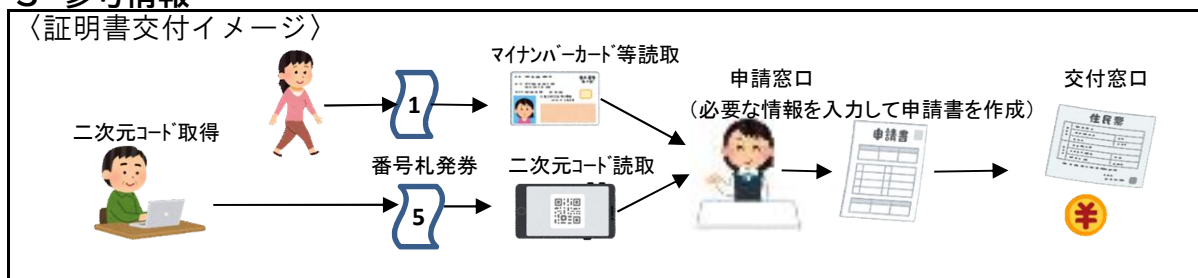 〈証明書交付イメージ〉
マイナンバーカード等読取
申請窓口
交付窓口
(必要な情報を入力して申請書を作成)
1
二次元コード取得
番号札発券
二次元コード読取
5
申請書
住民票
¥